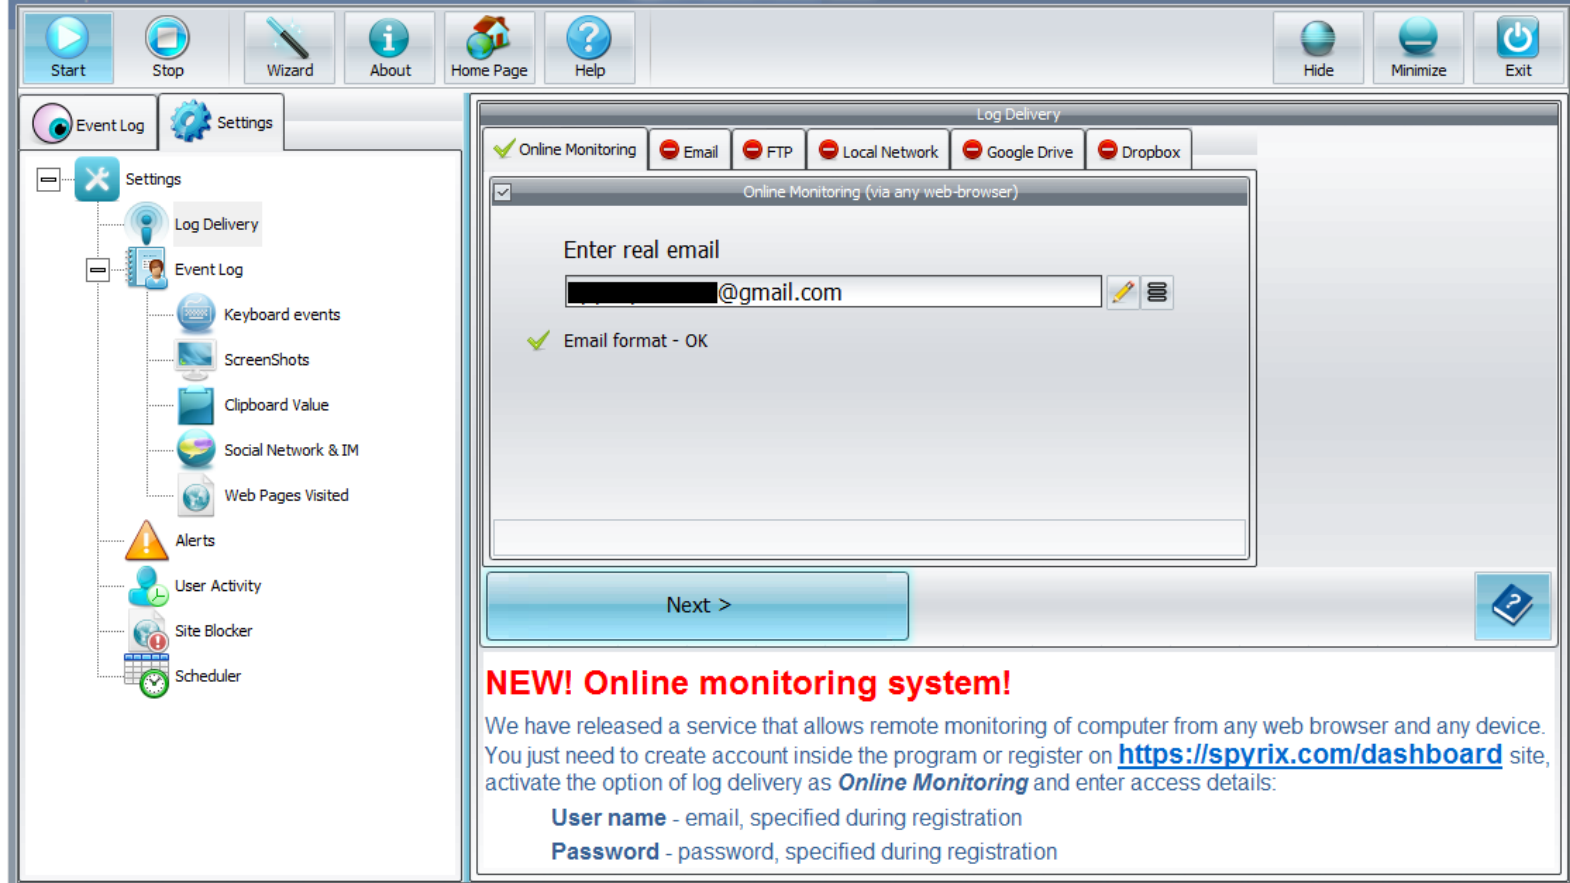 Start
Stop
Wizard
About
Home Page
Help
Hide
Minimize
Exit
Event Log
Settings
Settings
Log Delivery
Event Log
Keyboard events
ScreenShots
Clipboard Value
Social Network & IM
Web Pages Visited
Alerts
User Activity
Site Blocker
Scheduler
Log Delivery
Online Monitoring
Email
FTP
Local Network
Google Drive
Dropbox
Online Monitoring (via any web-browser)
Enter real email
@gmail.com
Email format - OK
Next >
NEW! Online monitoring system!
We have released a service that allows remote monitoring of computer from any web browser and any device.
You just need to create account inside the program or register on https://spyrix.com/dashboard site,
activate the option of log delivery as Online Monitoring and enter access details:
User name - email, specified during registration
Password - password, specified during registration